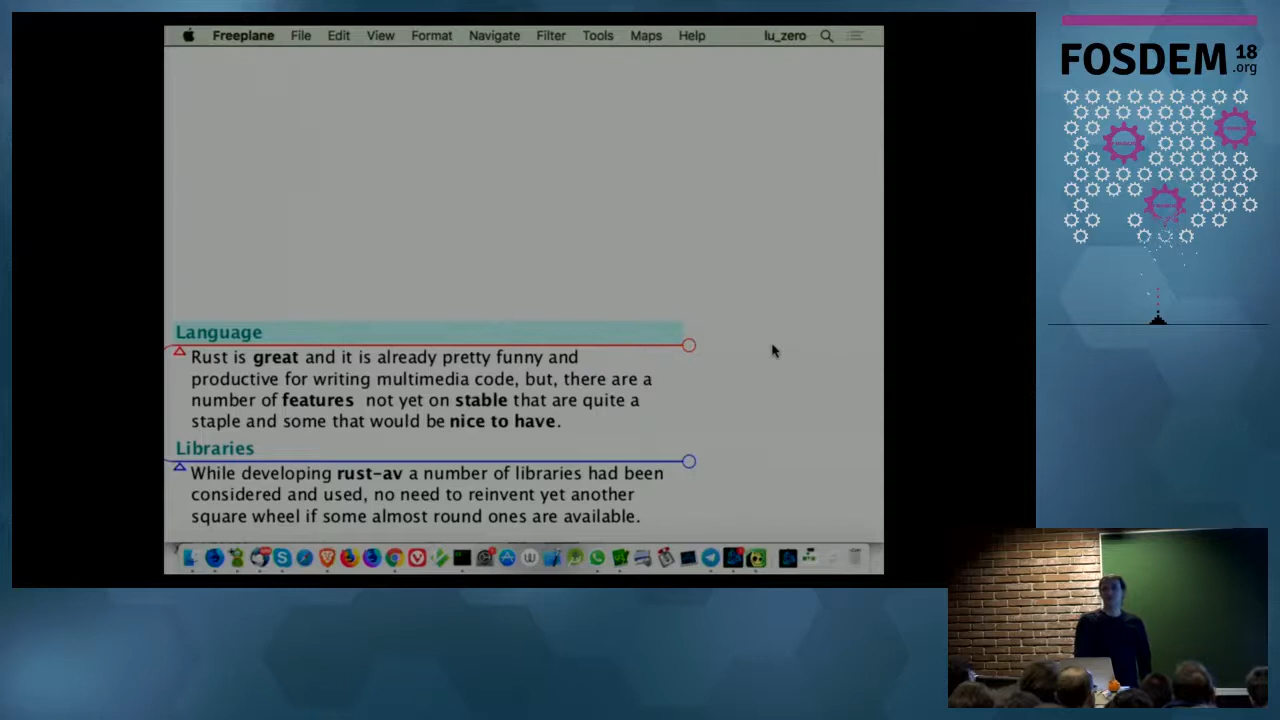 Freeplane File Edit View Format Navigate Filter Tools Maps Help lu_zero
FOSDEM 18
.org
Language
Rust is great and it is already pretty funny and
productive for writing multimedia code, but, there are a
number of features not yet on stable that are quite a
staple and some that would be nice to have.
Libraries
While developing rust-av a number of libraries had been
considered and used, no need to reinvent yet another
square wheel if some almost round ones are available.